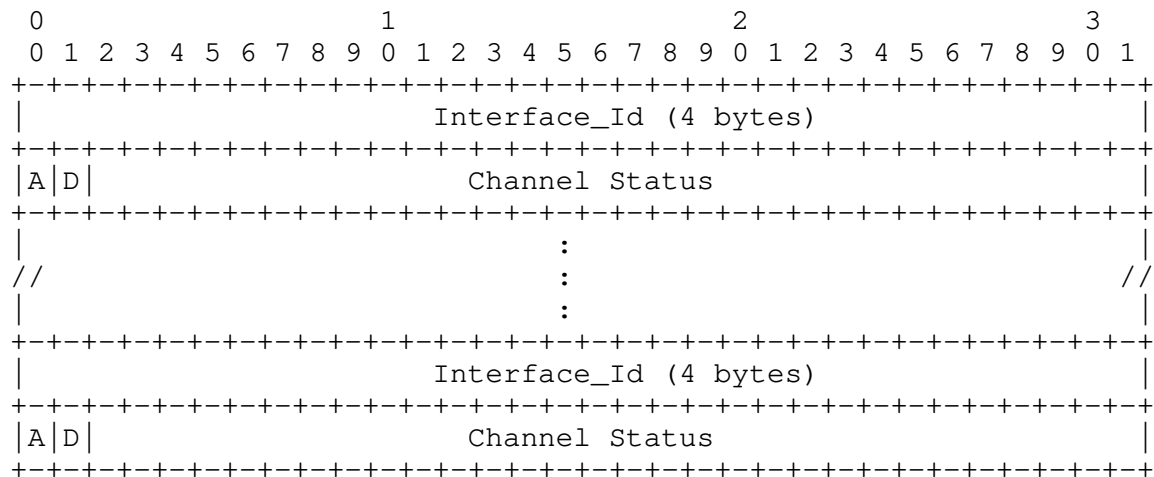 0                   1                   2                   3
 0 1 2 3 4 5 6 7 8 9 0 1 2 3 4 5 6 7 8 9 0 1 2 3 4 5 6 7 8 9 0 1
+-+-+-+-+-+-+-+-+-+-+-+-+-+-+-+-+-+-+-+-+-+-+-+-+-+-+-+-+-+-+-+-+
|                       Interface_Id (4 bytes)                  |
+-+-+-+-+-+-+-+-+-+-+-+-+-+-+-+-+-+-+-+-+-+-+-+-+-+-+-+-+-+-+-+-+
|A|D|                     Channel Status                        |
+-+-+-+-+-+-+-+-+-+-+-+-+-+-+-+-+-+-+-+-+-+-+-+-+-+-+-+-+-+-+-+-+
|                              :                                |
//                             :                               //
|                              :                                |
+-+-+-+-+-+-+-+-+-+-+-+-+-+-+-+-+-+-+-+-+-+-+-+-+-+-+-+-+-+-+-+-+
|                       Interface_Id (4 bytes)                  |
+-+-+-+-+-+-+-+-+-+-+-+-+-+-+-+-+-+-+-+-+-+-+-+-+-+-+-+-+-+-+-+-+
|A|D|                     Channel Status                        |
+-+-+-+-+-+-+-+-+-+-+-+-+-+-+-+-+-+-+-+-+-+-+-+-+-+-+-+-+-+-+-+-+